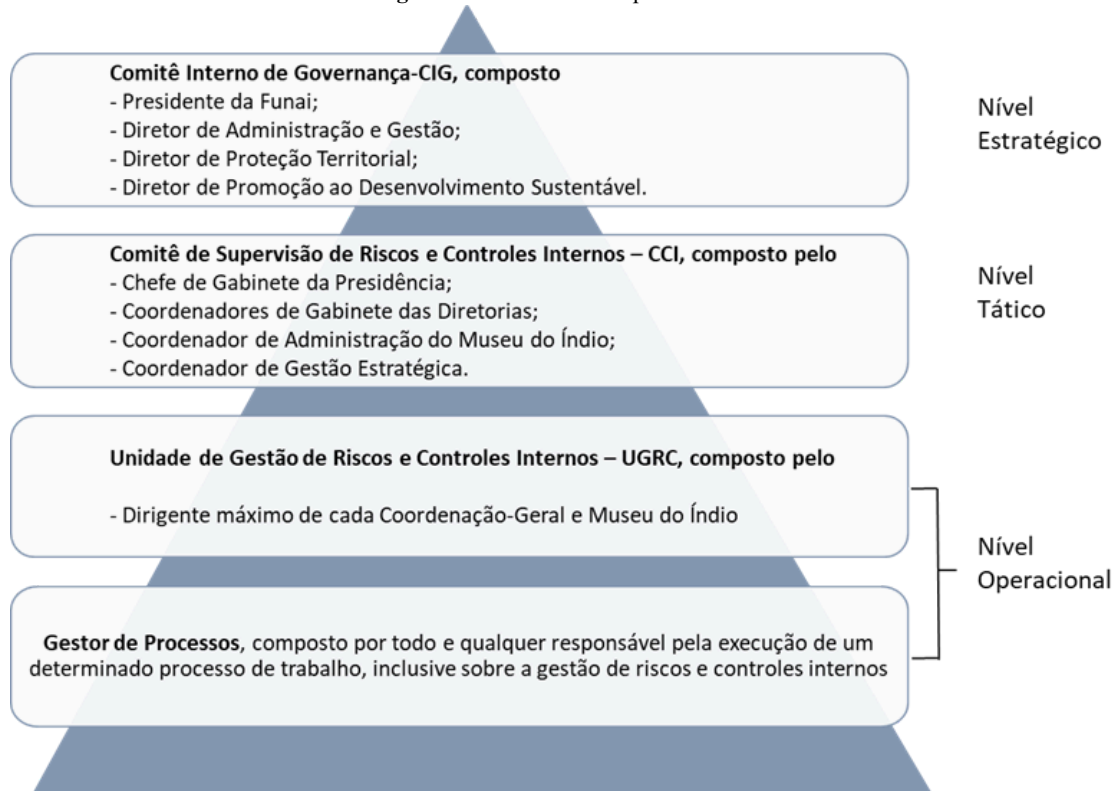 Comitê Interno de Governança-CIG, composto
- Presidente da Funai;
- Diretor de Administração e Gestão;
- Diretor de Proteção Territorial;
- Diretor de Promoção ao Desenvolvimento Sustentável.
Nível
Estratégico
Comitê de Supervisão de Riscos e Controles Internos – CCI, composto pelo
- Chefe de Gabinete da Presidência;
- Coordenadores de Gabinete das Diretorias;
- Coordenador de Administração do Museu do Índio;
- Coordenador de Gestão Estratégica.
Nível
Tático
Unidade de Gestão de Riscos e Controles Internos – UGRC, composto pelo
- Dirigente máximo de cada Coordenação-Geral e Museu do Índio
Nível
Operacional
Gestor de Processos, composto por todo e qualquer responsável pela execução de um
determinado processo de trabalho, inclusive sobre a gestão de riscos e controles internos